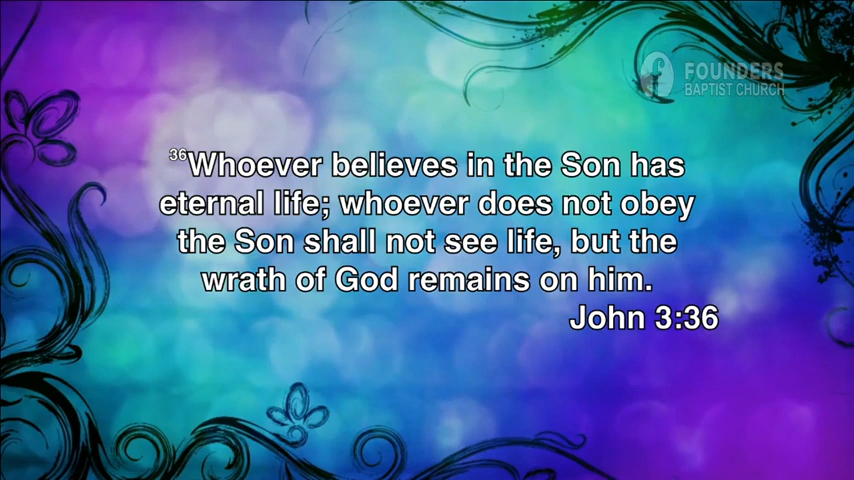 FOUNDERS
BAPTIST CHURCH
36Whoever believes in the Son has
eternal life; whoever does not obey
the Son shall not see life, but the
wrath of God remains on him.
John 3:36